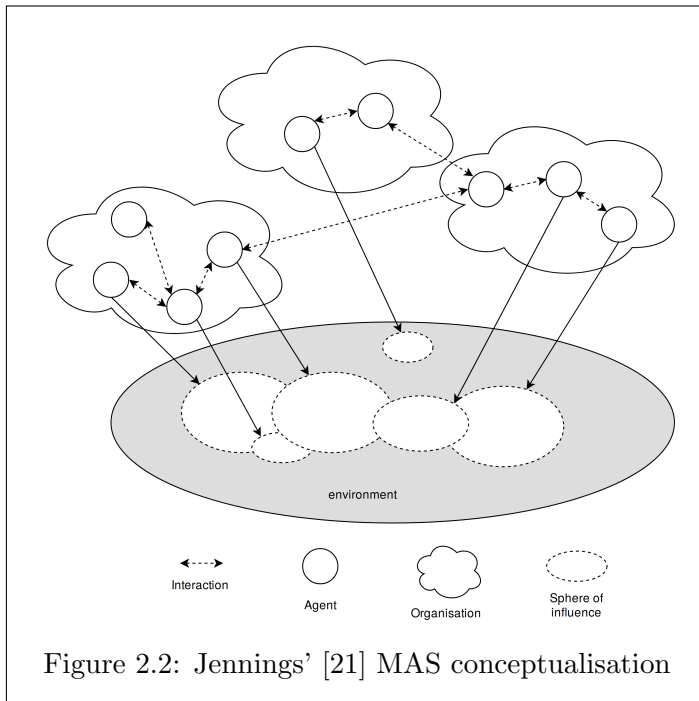 environment
Interaction
Agent
Organisation
Sphere of
influence
Figure 2.2: Jennings' [21] MAS conceptualisation